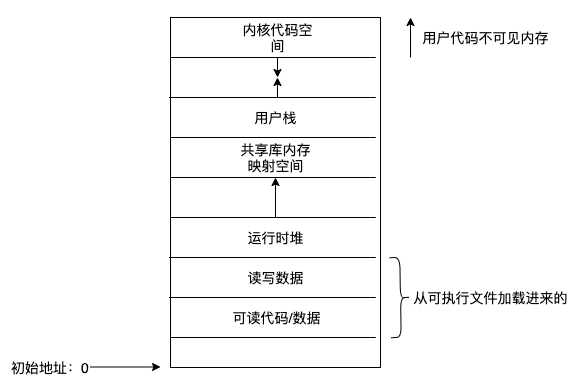 内核代码空
间
用户代码不可见内存
用户栈
共享库内存
映射空间
运行时堆
读写数据
从可执行文件加载进来的
可读代码/数据
初始地址：0